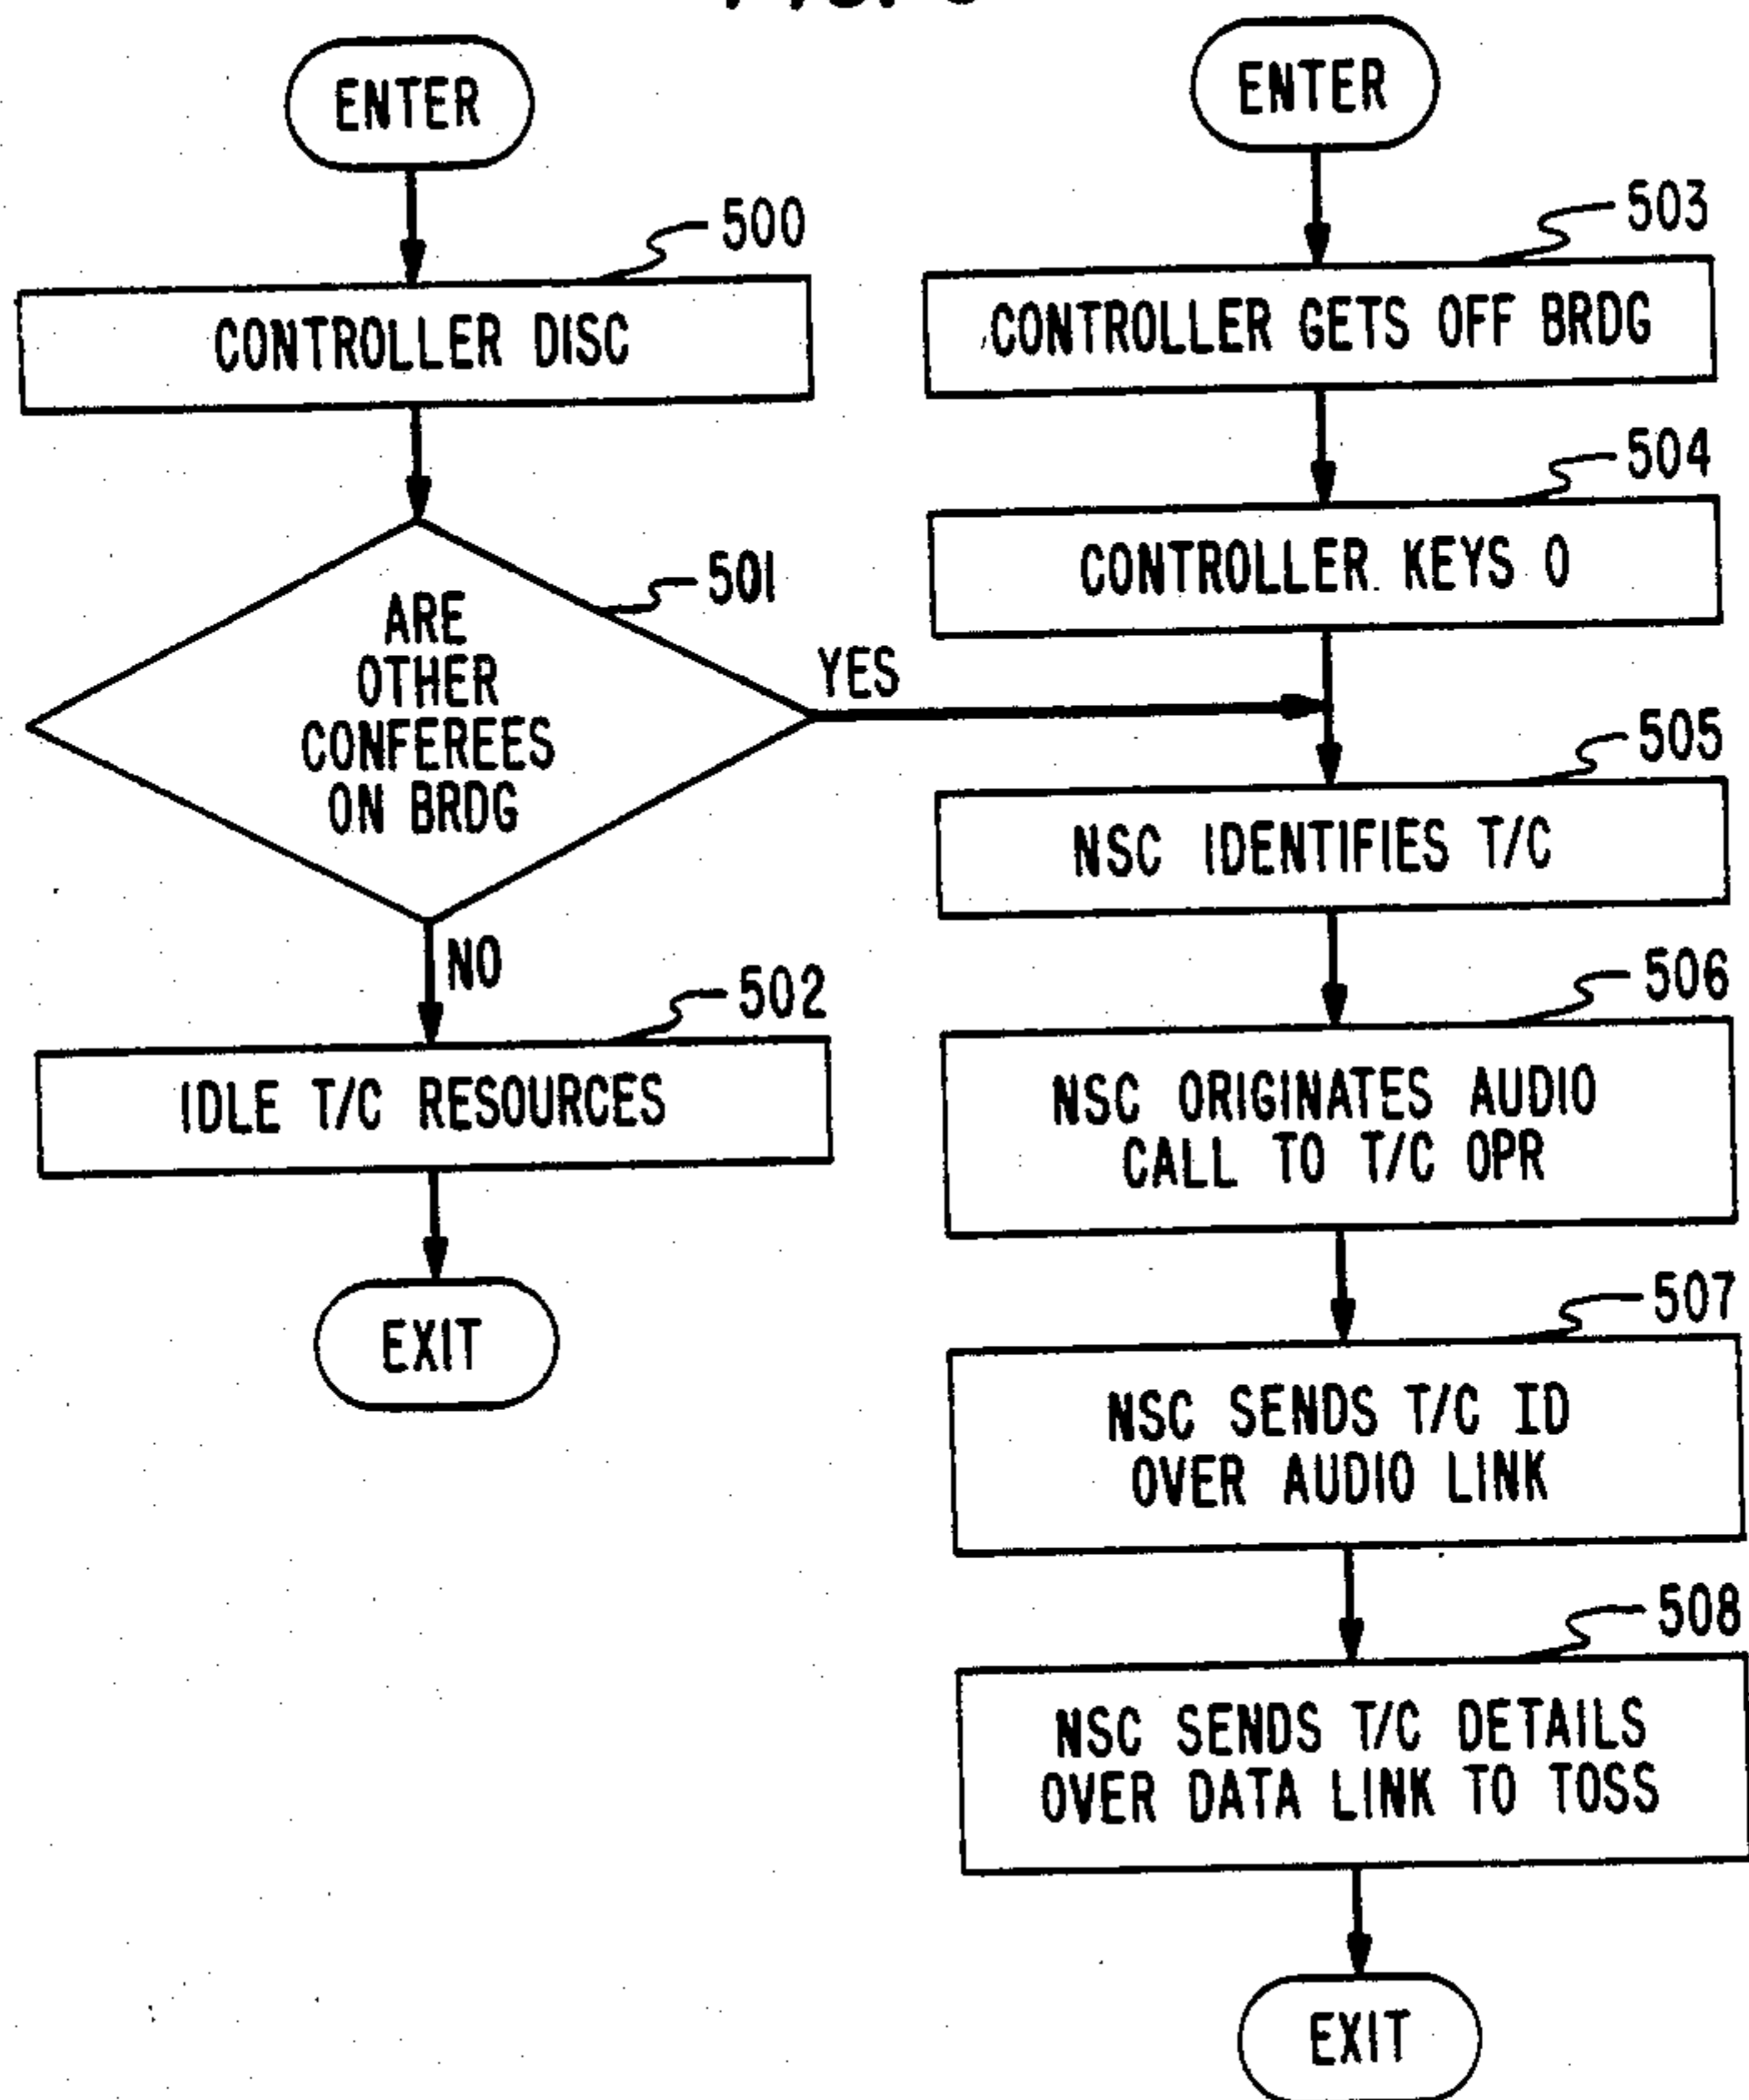 ENTER
500
CONTROLLER DISC
501
ARE
OTHER
CONFEREES
ON BRDG
YES
NO
502
IDLE T/C RESOURCES
EXIT
ENTER
503
CONTROLLER GETS OFF BRDG
504
CONTROLLER KEYS 0
505
NSC IDENTIFIES T/C
506
NSC ORIGINATES AUDIO
CALL TO T/C OPR
507
NSC SENDS T/C ID
OVER AUDIO LINK
508
NSC SENDS T/C DETAILS
OVER DATA LINK TO TOSS
EXIT